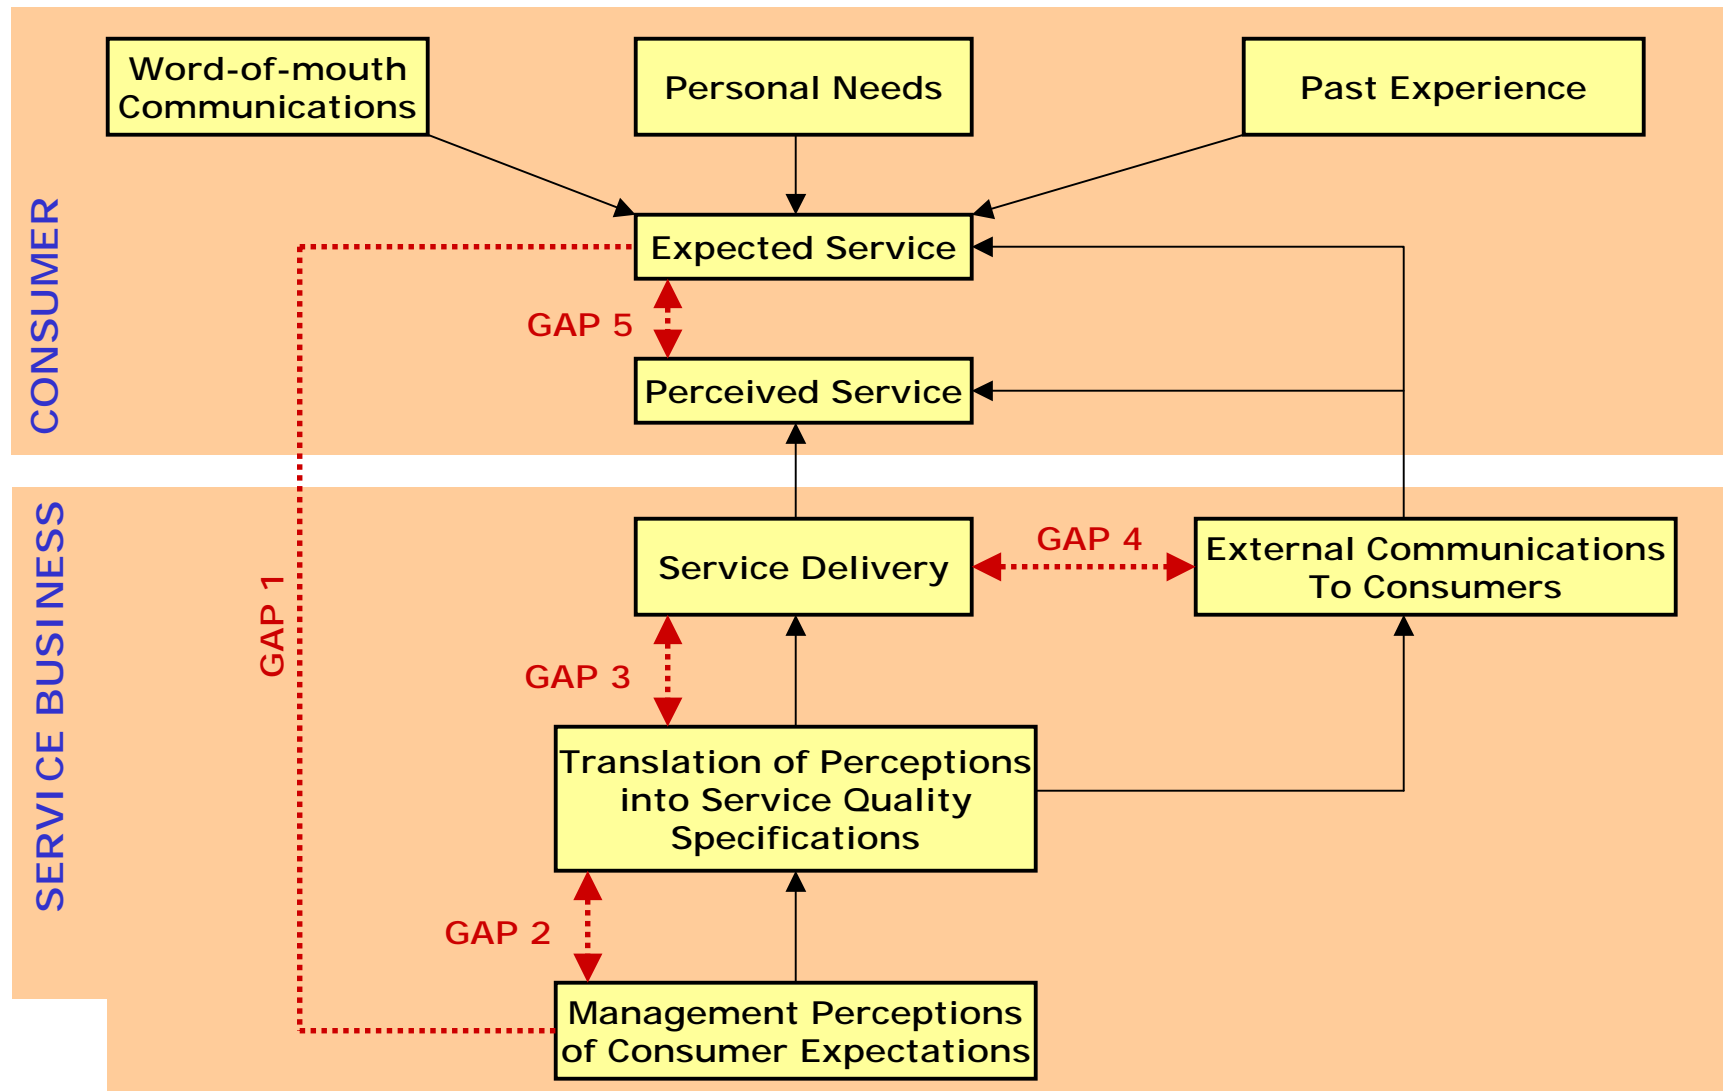 Word-of-mouth
Communications
Personal Needs
Past Experience
CONSUMER
Expected Service
GAP 5
Perceived Service
SERVICE BUSINESS
GAP 1
Service Delivery
GAP 4
External Communications
To Consumers
GAP 3
Translation of Perceptions
into Service Quality
Specifications
GAP 2
Management Perceptions
of Consumer Expectations